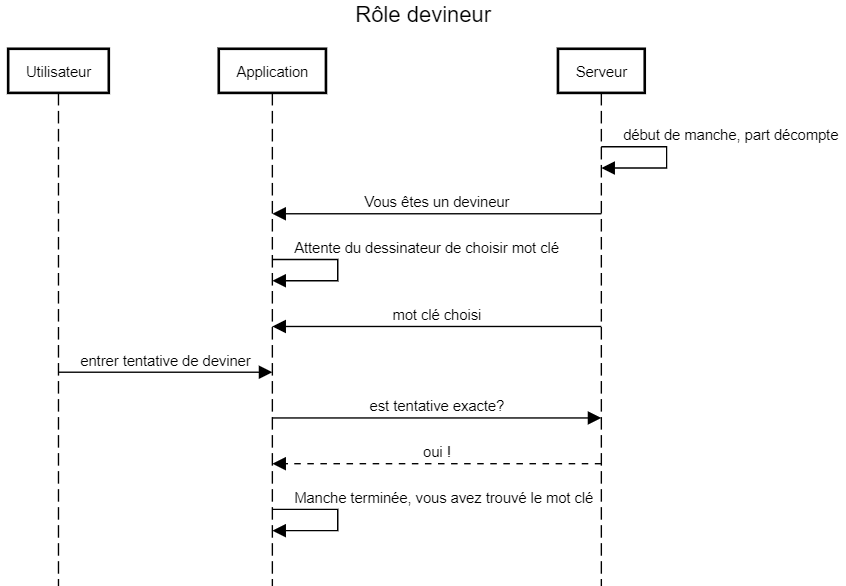 Rôle devineur
Utilisateur
Application
Serveur
début de manche, part décompte
Vous êtes un devineur
Attente du dessinateur de choisir mot clé
mot clé choisi
entrer tentative de deviner
est tentative exacte?
oui !
Manche terminée, vous avez trouvé le mot clé